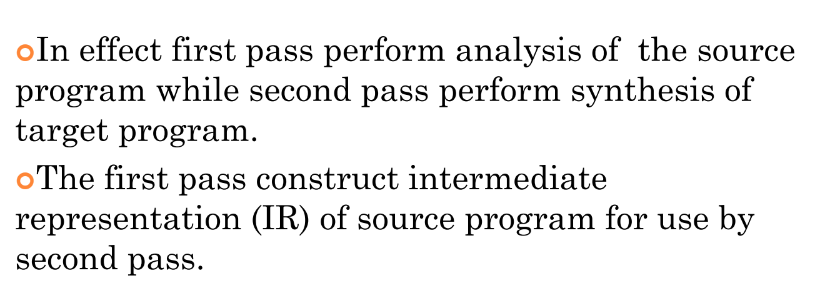 In effect first pass perform analysis of  the source
program while second pass perform synthesis of
target program.
The first pass construct intermediate
representation (IR) of source program for use by
second pass.